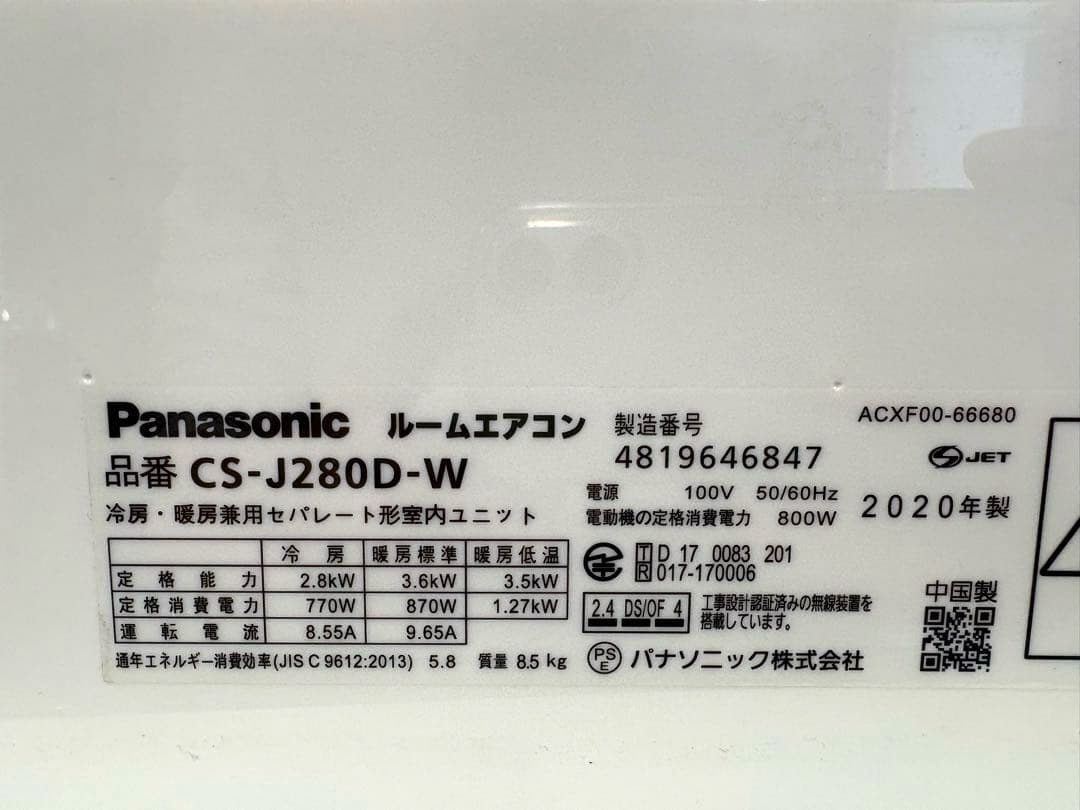 Panasonic ルームエアコン
品番 CS-J280D-W
冷房・暖房兼用セパレート形室内ユニット
製造番号
4819646847
ACXF00-66680
JET
電源 100V 50/60Hz
電動機の定格消費電力 800W
2020年製
冷房 暖房標準 暖房低温
定格能力 2.8kW 3.6kW 3.5kW
定格消費電力 770W 870W 1.27kW
運転電流 8.55A 9.65A
通年エネルギー消費効率(JIS C 9612:2013) 5.8 質量 8.5 kg
T D 17 0083 201
R 017-170006
2.4 DS/OF 4
工事設計認証済みの無線装置を
搭載しています。
PS
E
パナソニック株式会社
中国製